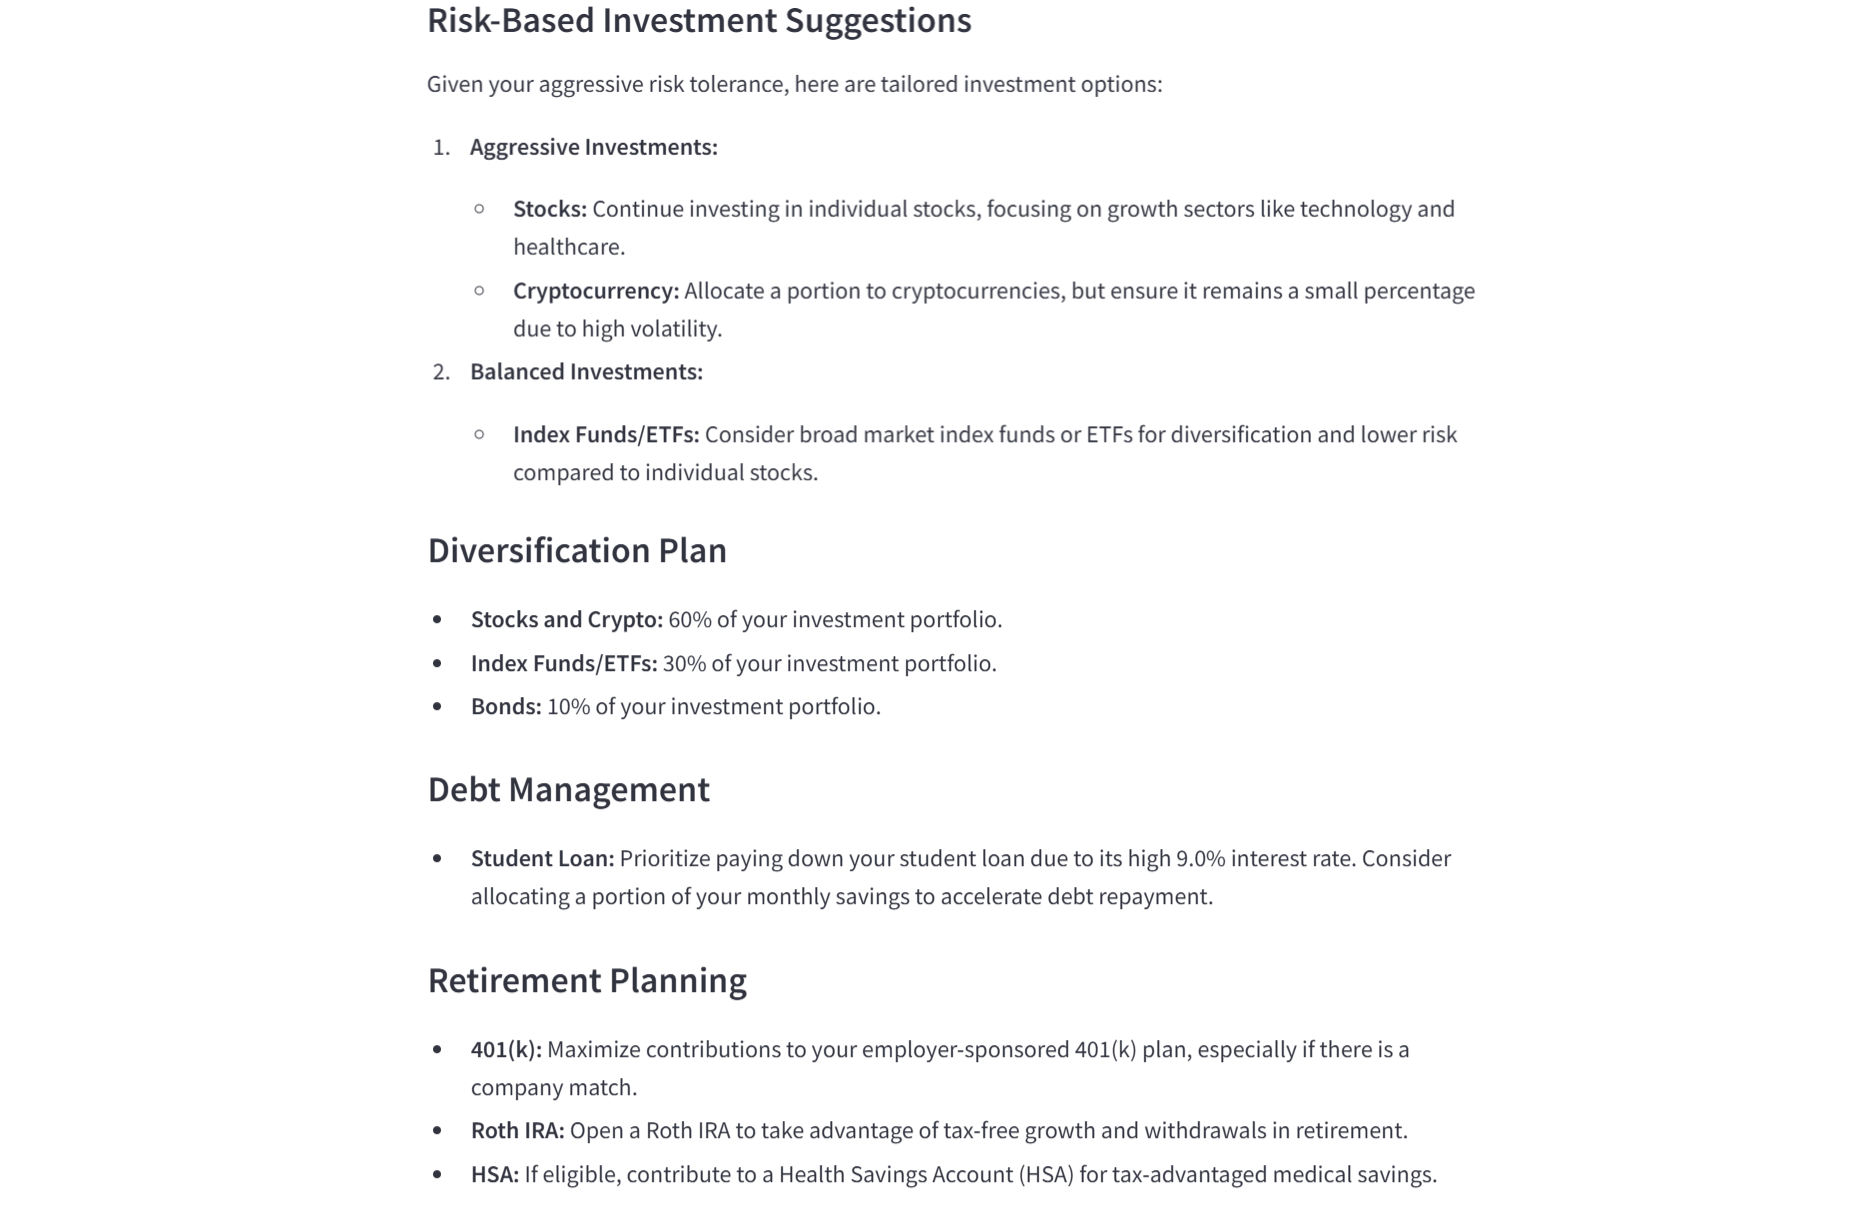 Risk-Based Investment Suggestions
Given your aggressive risk tolerance, here are tailored investment options:
1. Aggressive Investments:
○ Stocks: Continue investing in individual stocks, focusing on growth sectors like technology and
healthcare.
○ Cryptocurrency: Allocate a portion to cryptocurrencies, but ensure it remains a small percentage
due to high volatility.
2. Balanced Investments:
○ Index Funds/ETFs: Consider broad market index funds or ETFs for diversification and lower risk
compared to individual stocks.
Diversification Plan
• Stocks and Crypto: 60% of your investment portfolio.
• Index Funds/ETFs: 30% of your investment portfolio.
• Bonds: 10% of your investment portfolio.
Debt Management
• Student Loan: Prioritize paying down your student loan due to its high 9.0% interest rate. Consider
allocating a portion of your monthly savings to accelerate debt repayment.
Retirement Planning
• 401(k): Maximize contributions to your employer-sponsored 401(k) plan, especially if there is a
company match.
• Roth IRA: Open a Roth IRA to take advantage of tax-free growth and withdrawals in retirement.
• HSA: If eligible, contribute to a Health Savings Account (HSA) for tax-advantaged medical savings.